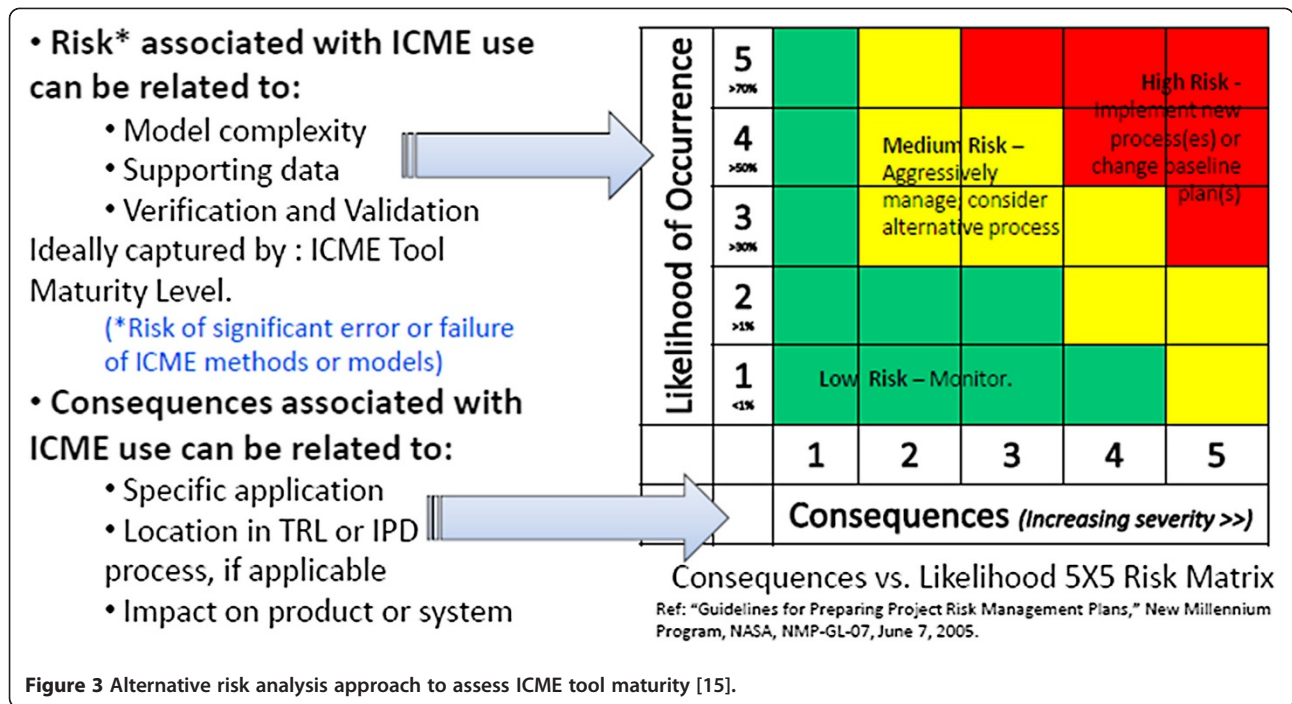 • Risk* associated with ICME use
can be related to:
• Model complexity
• Supporting data
• Verification and Validation
Ideally captured by : ICME Tool
Maturity Level.
(*Risk of significant error or failure
of ICME methods or models)
• Consequences associated with
ICME use can be related to:
• Specific application
• Location in TRL or IPD
process, if applicable
• Impact on product or system
Likelihood of Occurrence
5
>70%
4
>50%
3
>30%
2
>1%
1
<1%
High Risk -
Implement new
process(es) or
change baseline
plan(s)
Medium Risk –
Aggressively
manage; consider
alternative process
Low Risk – Monitor.
1 2 3 4 5
Consequences (Increasing severity >>)
Consequences vs. Likelihood 5X5 Risk Matrix
Ref: "Guidelines for Preparing Project Risk Management Plans," New Millennium
Program, NASA, NMP-GL-07, June 7, 2005.
Figure 3 Alternative risk analysis approach to assess ICME tool maturity [15].